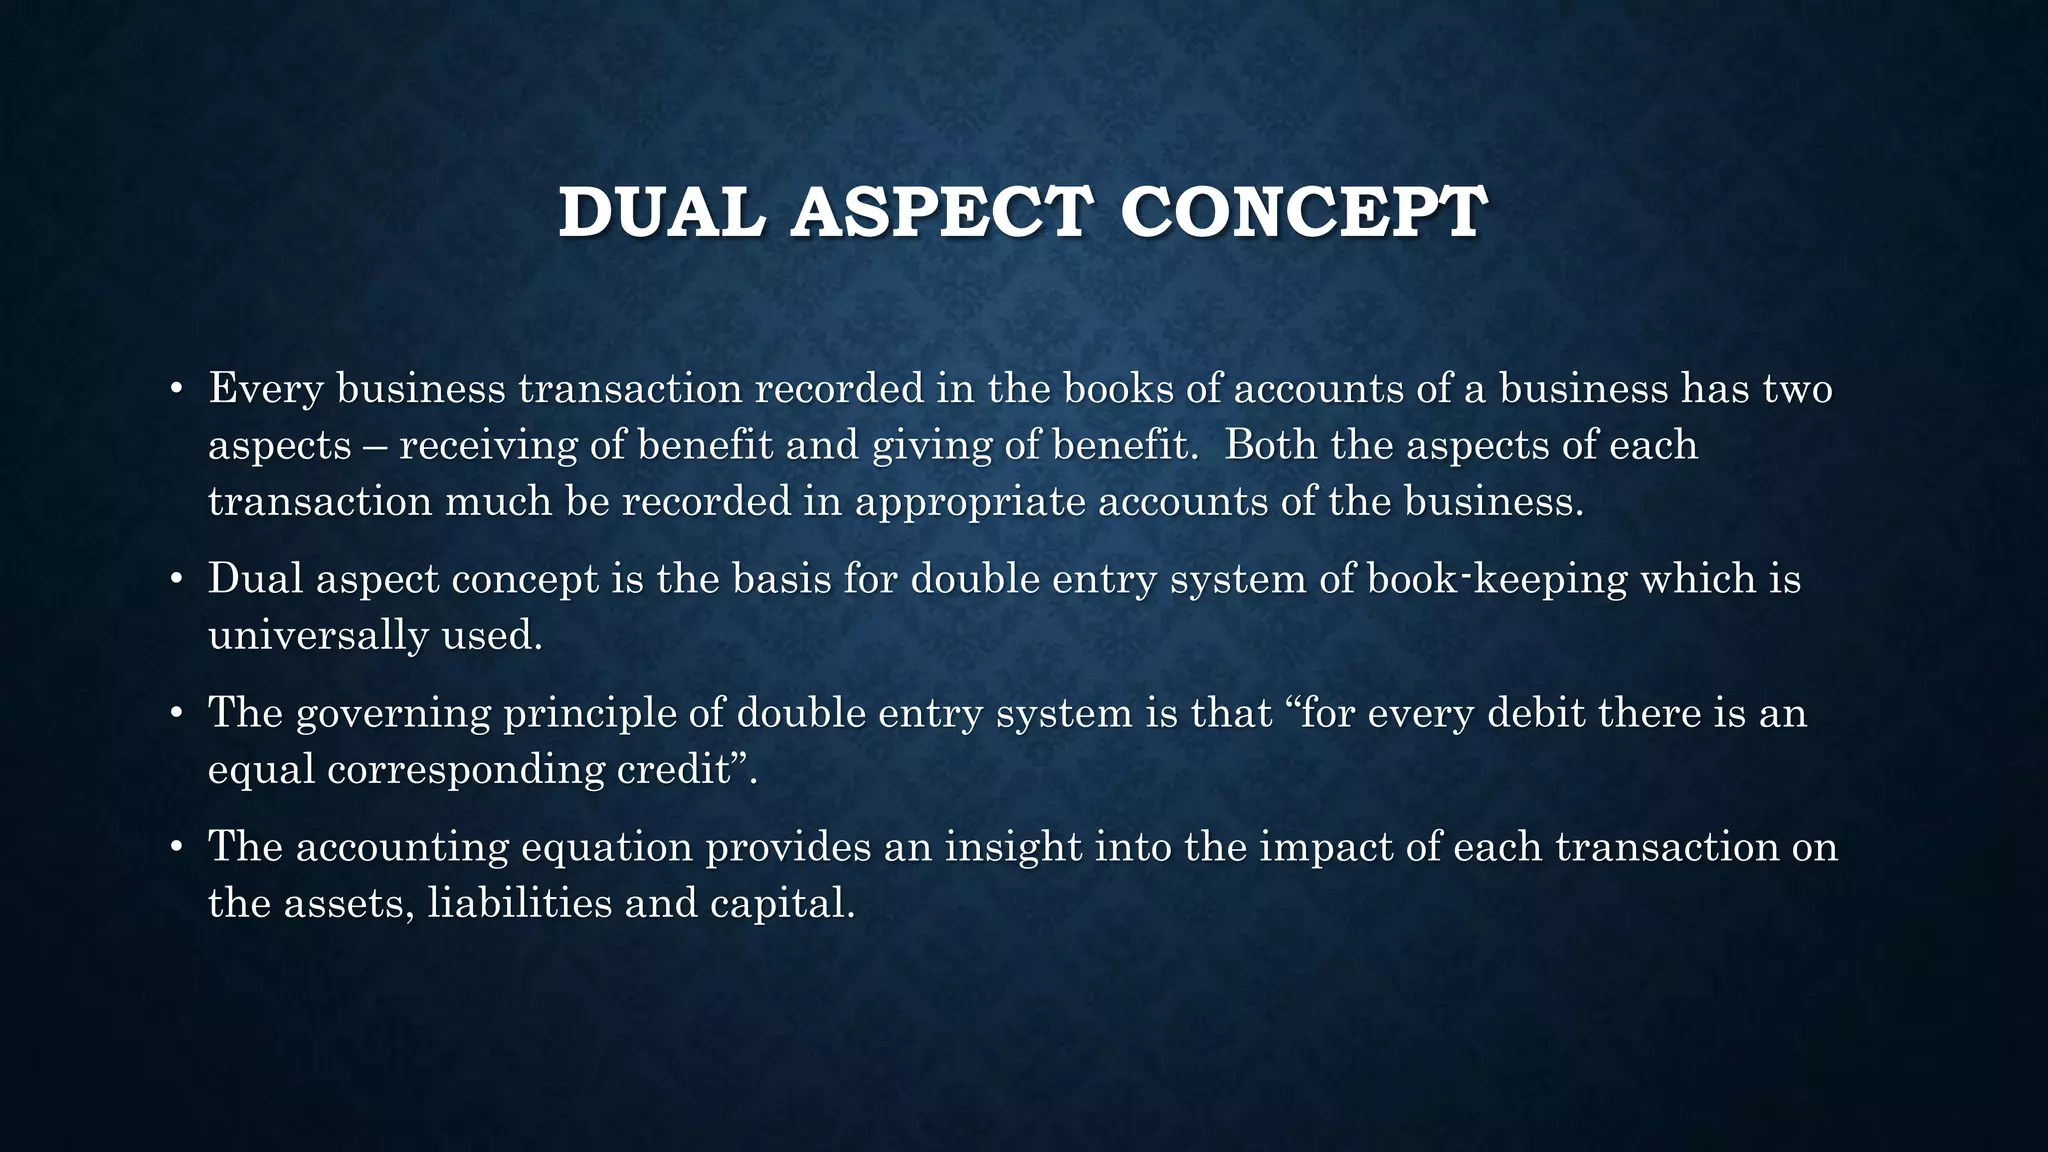 DUAL ASPECT CONCEPT
• Every business transaction recorded in the books of accounts of a business has two
aspects – receiving of benefit and giving of benefit.  Both the aspects of each
transaction much be recorded in appropriate accounts of the business.
• Dual aspect concept is the basis for double entry system of book-keeping which is
universally used.
• The governing principle of double entry system is that “for every debit there is an
equal corresponding credit”.
• The accounting equation provides an insight into the impact of each transaction on
the assets, liabilities and capital.